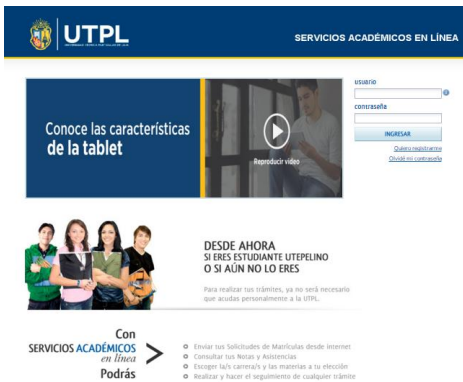 UTPL
SERVICIOS ACADÉMICOS EN LÍNEA
Conoce las características
de la tablet
Reproducir video
usuario
contraseña
INGRESAR
Quiero registrarme
Olvidé mi contraseña
DESDE AHORA
SI ERES ESTUDIANTE UTEPELINO
O SI AÚN NO LO ERES
Para realizar tus trámites, ya no será necesario
que acudas personalmente a la UTPL.
Con
SERVICIOS ACADÉMICOS
en línea
Podrás
Enviar tus Solicitudes de Matrículas desde internet
Consultar tus Notas y Asistencias
Escoger la/s carrera/s y las materias a tu elección
Realizar y hacer el seguimiento de cualquier trámite